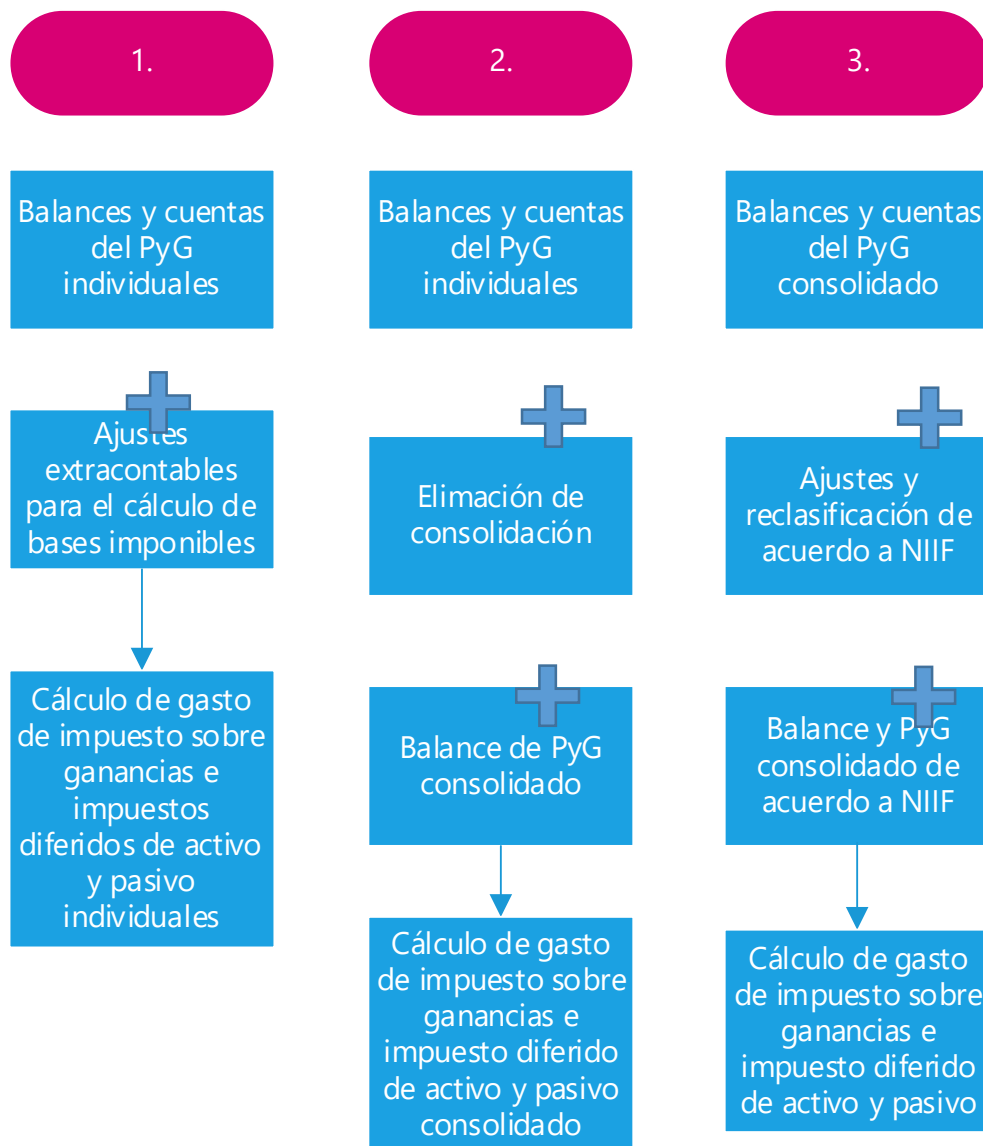 1.
Balances y cuentas
del PyG
individuales
Ajustes
extracontables
para el cálculo de
bases imponibles
Cálculo de gasto
de impuesto sobre
ganancias e
impuestos
diferidos de activo
y pasivo
individuales
2.
Balances y cuentas
del PyG
individuales
Elimación de
consolidación
Balance de PyG
consolidado
Cálculo de gasto
de impuesto sobre
ganancias e
impuesto diferido
de activo y pasivo
consolidado
3.
Balances y cuentas
del PyG
consolidado
Ajustes y
reclasificación de
acuerdo a NIIF
Balance y PyG
consolidado de
acuerdo a NIIF
Cálculo de gasto
de impuesto sobre
ganancias e
impuesto diferido
de activo y pasivo